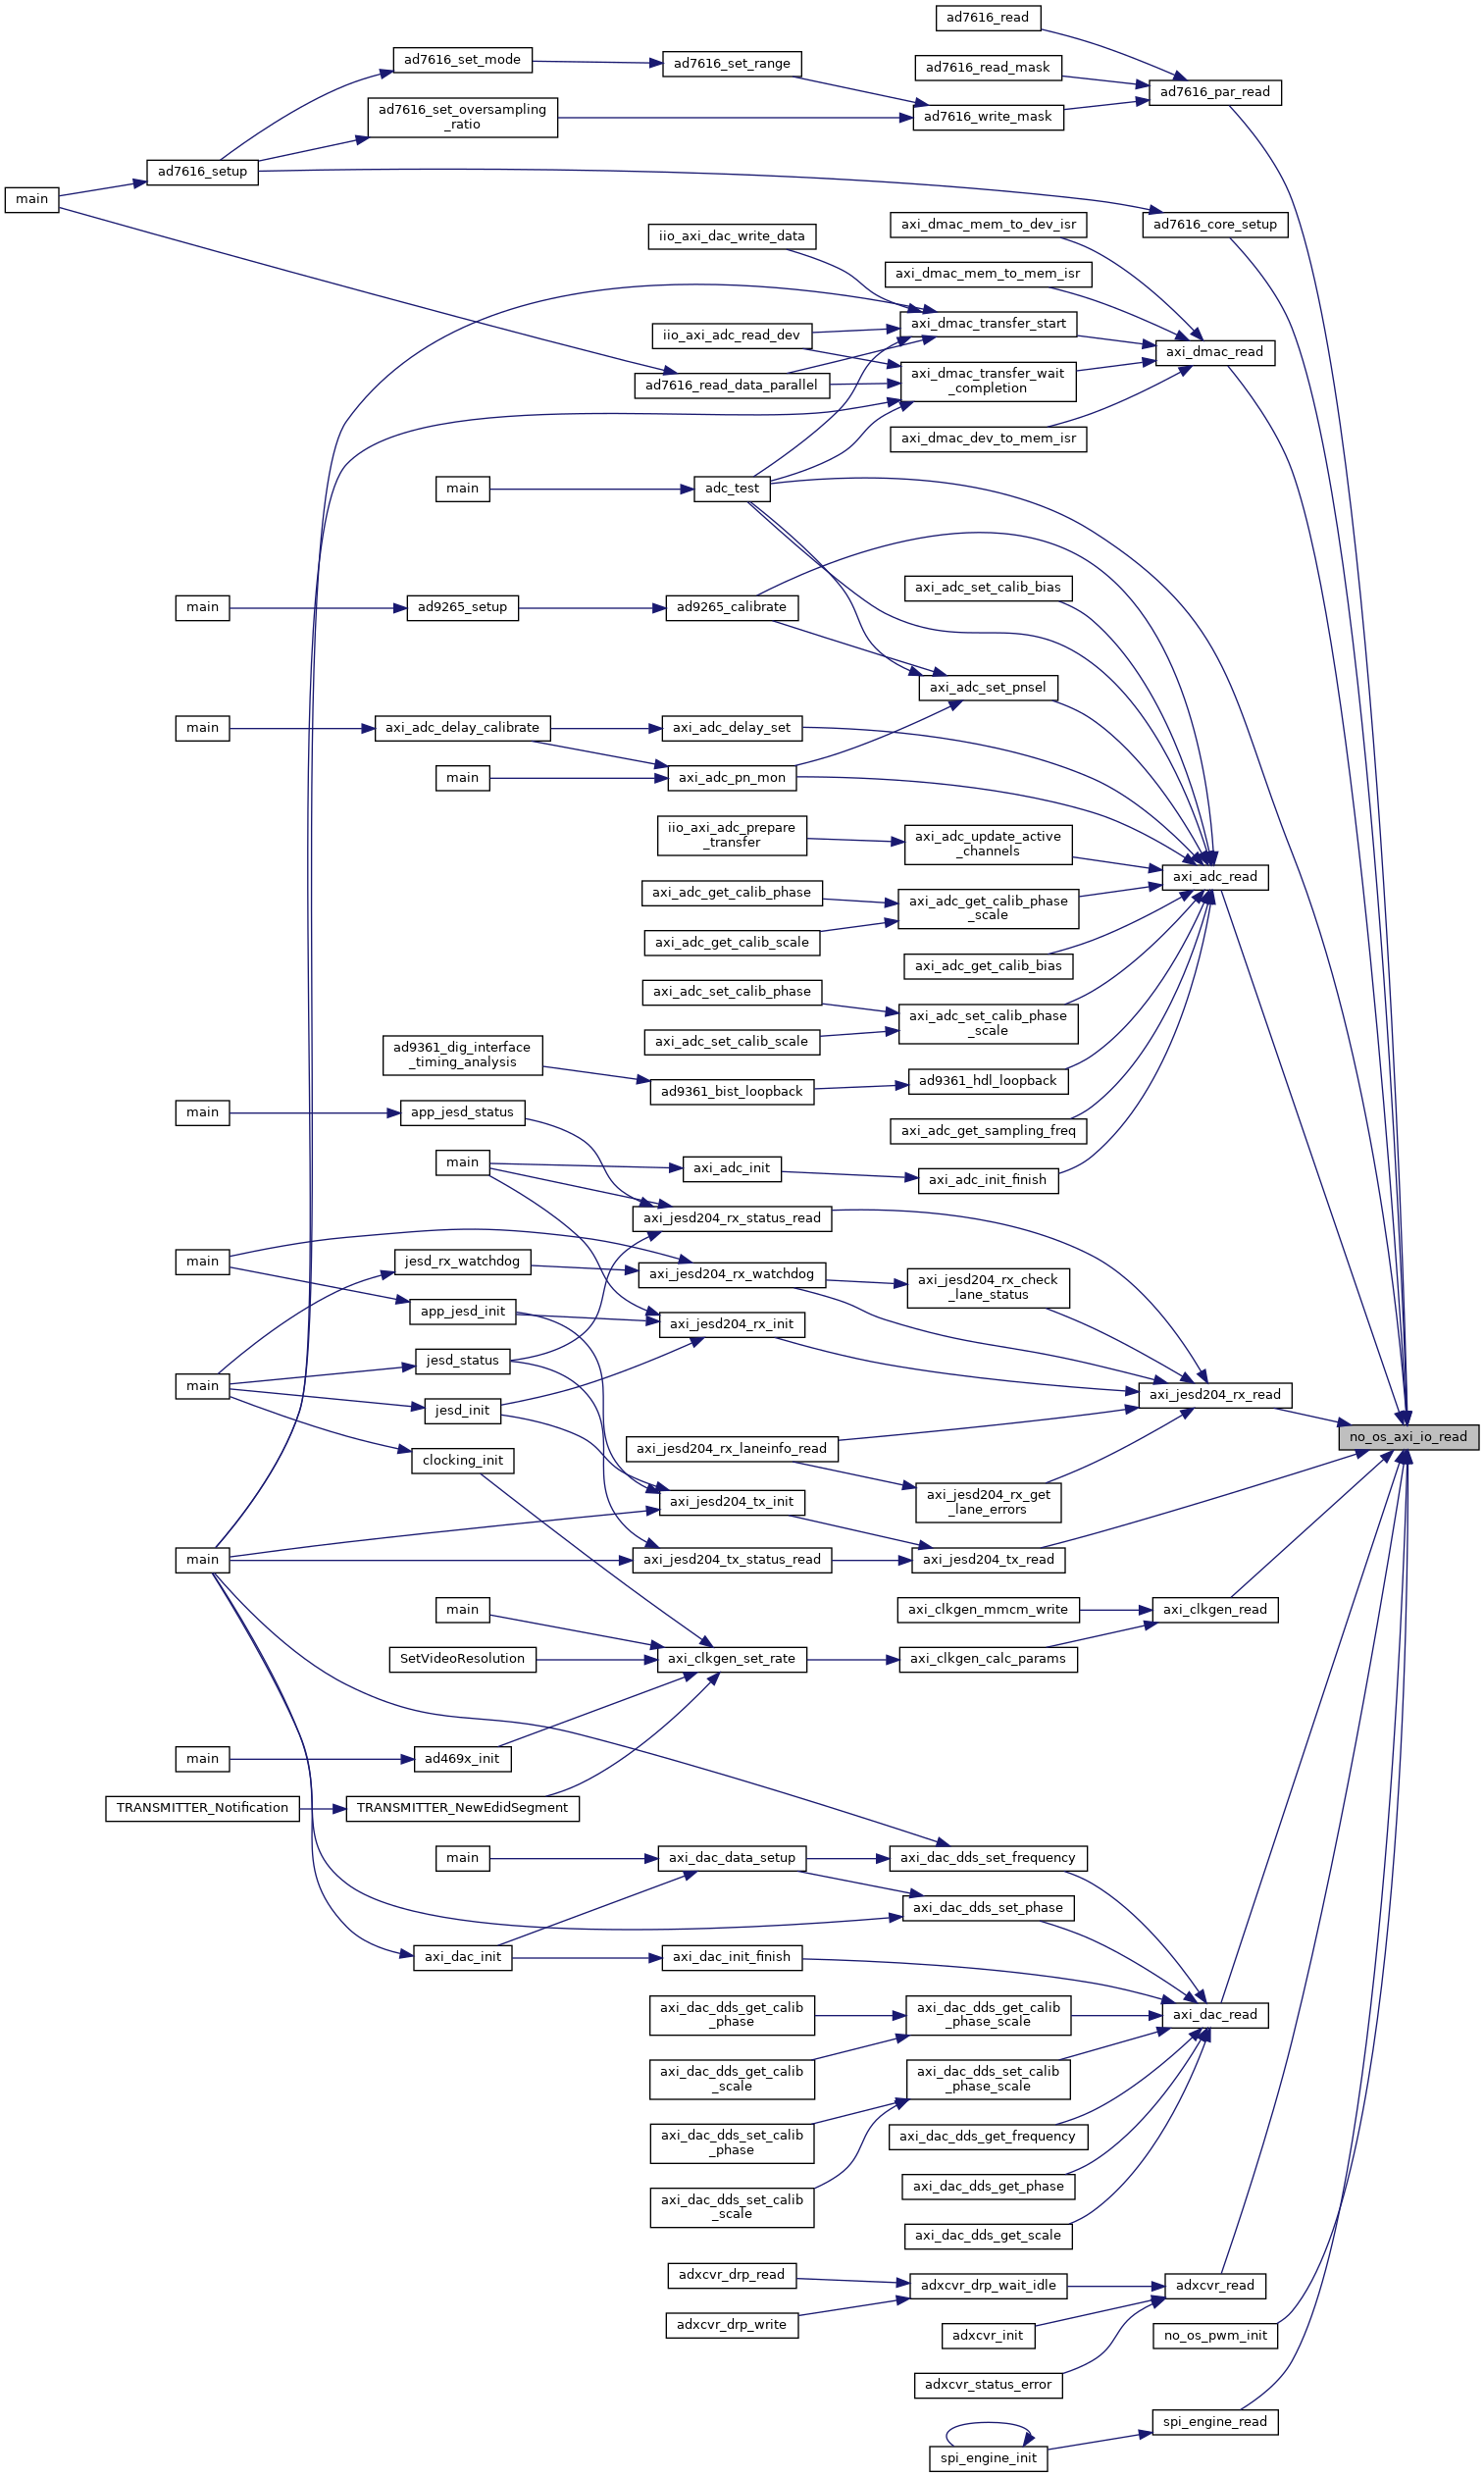 ad7616_read
ad7616_set_mode
ad7616_set_range
ad7616_read_mask
ad7616_par_read
ad7616_set_oversampling
_ratio
ad7616_write_mask
ad7616_setup
main
ad7616_core_setup
axi_dmac_mem_to_dev_isr
iio_axi_dac_write_data
axi_dmac_mem_to_mem_isr
axi_dmac_transfer_start
iio_axi_adc_read_dev
axi_dmac_read
ad7616_read_data_parallel
axi_dmac_transfer_wait
_completion
axi_dmac_dev_to_mem_isr
main
adc_test
axi_adc_set_calib_bias
main
ad9265_setup
ad9265_calibrate
axi_adc_set_pnsel
main
axi_adc_delay_calibrate
axi_adc_delay_set
main
axi_adc_pn_mon
iio_axi_adc_prepare
_transfer
axi_adc_update_active
_channels
axi_adc_read
axi_adc_get_calib_phase
axi_adc_get_calib_phase
_scale
axi_adc_get_calib_scale
axi_adc_get_calib_bias
axi_adc_set_calib_phase
axi_adc_set_calib_phase
_scale
axi_adc_set_calib_scale
ad9361_dig_interface
_timing_analysis
ad9361_bist_loopback
ad9361_hdl_loopback
main
app_jesd_status
axi_adc_get_sampling_freq
main
axi_adc_init
axi_adc_init_finish
axi_jesd204_rx_status_read
main
jesd_rx_watchdog
axi_jesd204_rx_watchdog
axi_jesd204_rx_check
_lane_status
app_jesd_init
axi_jesd204_rx_init
jesd_status
main
axi_jesd204_rx_read
jesd_init
no_os_axi_io_read
axi_jesd204_rx_laneinfo_read
clocking_init
axi_jesd204_tx_init
axi_jesd204_rx_get
_lane_errors
main
axi_jesd204_tx_status_read
axi_jesd204_tx_read
main
axi_clkgen_mmcm_write
axi_clkgen_read
SetVideoResolution
axi_clkgen_set_rate
axi_clkgen_calc_params
main
ad469x_init
TRANSMITTER_Notification
TRANSMITTER_NewEdidSegment
main
axi_dac_data_setup
axi_dac_dds_set_frequency
axi_dac_dds_set_phase
axi_dac_init
axi_dac_init_finish
axi_dac_dds_get_calib
_phase
axi_dac_dds_get_calib
_phase_scale
axi_dac_read
axi_dac_dds_get_calib
_scale
axi_dac_dds_set_calib
_phase_scale
axi_dac_dds_set_calib
_phase
axi_dac_dds_get_frequency
axi_dac_dds_get_phase
axi_dac_dds_set_calib
_scale
axi_dac_dds_get_scale
adxcvr_drp_read
adxcvr_drp_wait_idle
adxcvr_read
adxcvr_drp_write
adxcvr_init
no_os_pwm_init
adxcvr_status_error
spi_engine_read
spi_engine_init